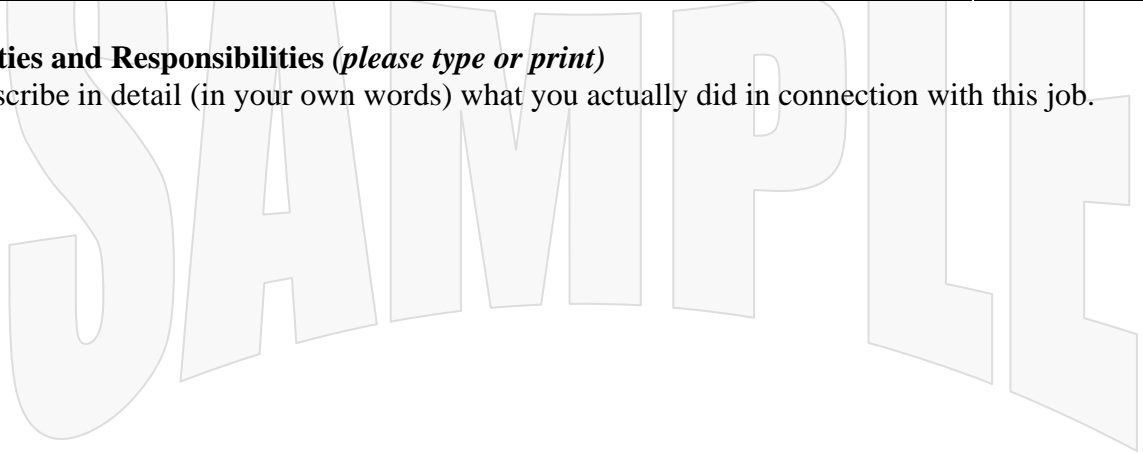 ties and Responsibilities (please type or print)
scribe in detail (in your own words) what you actually did in connection with this job.
SAMPLE